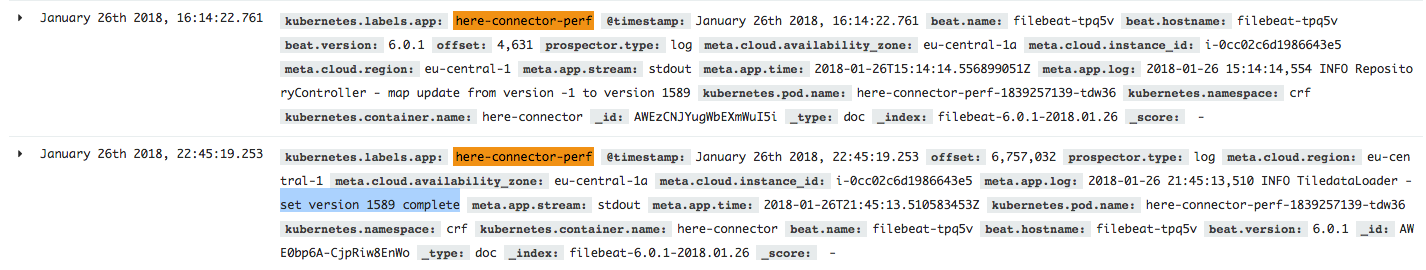 January 26th 2018, 16:14:22.761 kubernetes.labels.app: here-connector-perf @timestamp: January 26th 2018, 16:14:22.761 beat.name: filebeat-tpq5v beat.hostname: filebeat-tpq5v
beat.version: 6.0.1 offset: 4,631 prospector.type: log meta.cloud.availability_zone: eu-central-1a meta.cloud.instance_id: i-0cc02c6d1986643e5
meta.cloud.region: eu-central-1 meta.app.stream: stdout meta.app.time: 2018-01-26T15:14:14.556899051Z meta.app.log: 2018-01-26 15:14:14,554 INFO Reposito
ryController - map update from version -1 to version 1589 kubernetes.pod.name: here-connector-perf-1839257139-tdw36 kubernetes.namespace: crf
kubernetes.container.name: here-connector _id: AWEzCNJYugWbEXmWuI5i _type: doc _index: filebeat-6.0.1-2018.01.26 _score: -
January 26th 2018, 22:45:19.253 kubernetes.labels.app: here-connector-perf @timestamp: January 26th 2018, 22:45:19.253 offset: 6,757,032 prospector.type: log meta.cloud.region: eu-cen
tral-1 meta.cloud.availability_zone: eu-central-1a meta.cloud.instance_id: i-0cc02c6d1986643e5 meta.app.log: 2018-01-26 21:45:13,510 INFO TiledataLoader -
set version 1589 complete meta.app.stream: stdout meta.app.time: 2018-01-26T21:45:13.510583453Z kubernetes.pod.name: here-connector-perf-1839257139-tdw36
kubernetes.namespace: crf kubernetes.container.name: here-connector beat.name: filebeat-tpq5v beat.hostname: filebeat-tpq5v beat.version: 6.0.1 _id: AW
E0bp6A-CjpRiw8EnWo _type: doc _index: filebeat-6.0.1-2018.01.26 _score: -